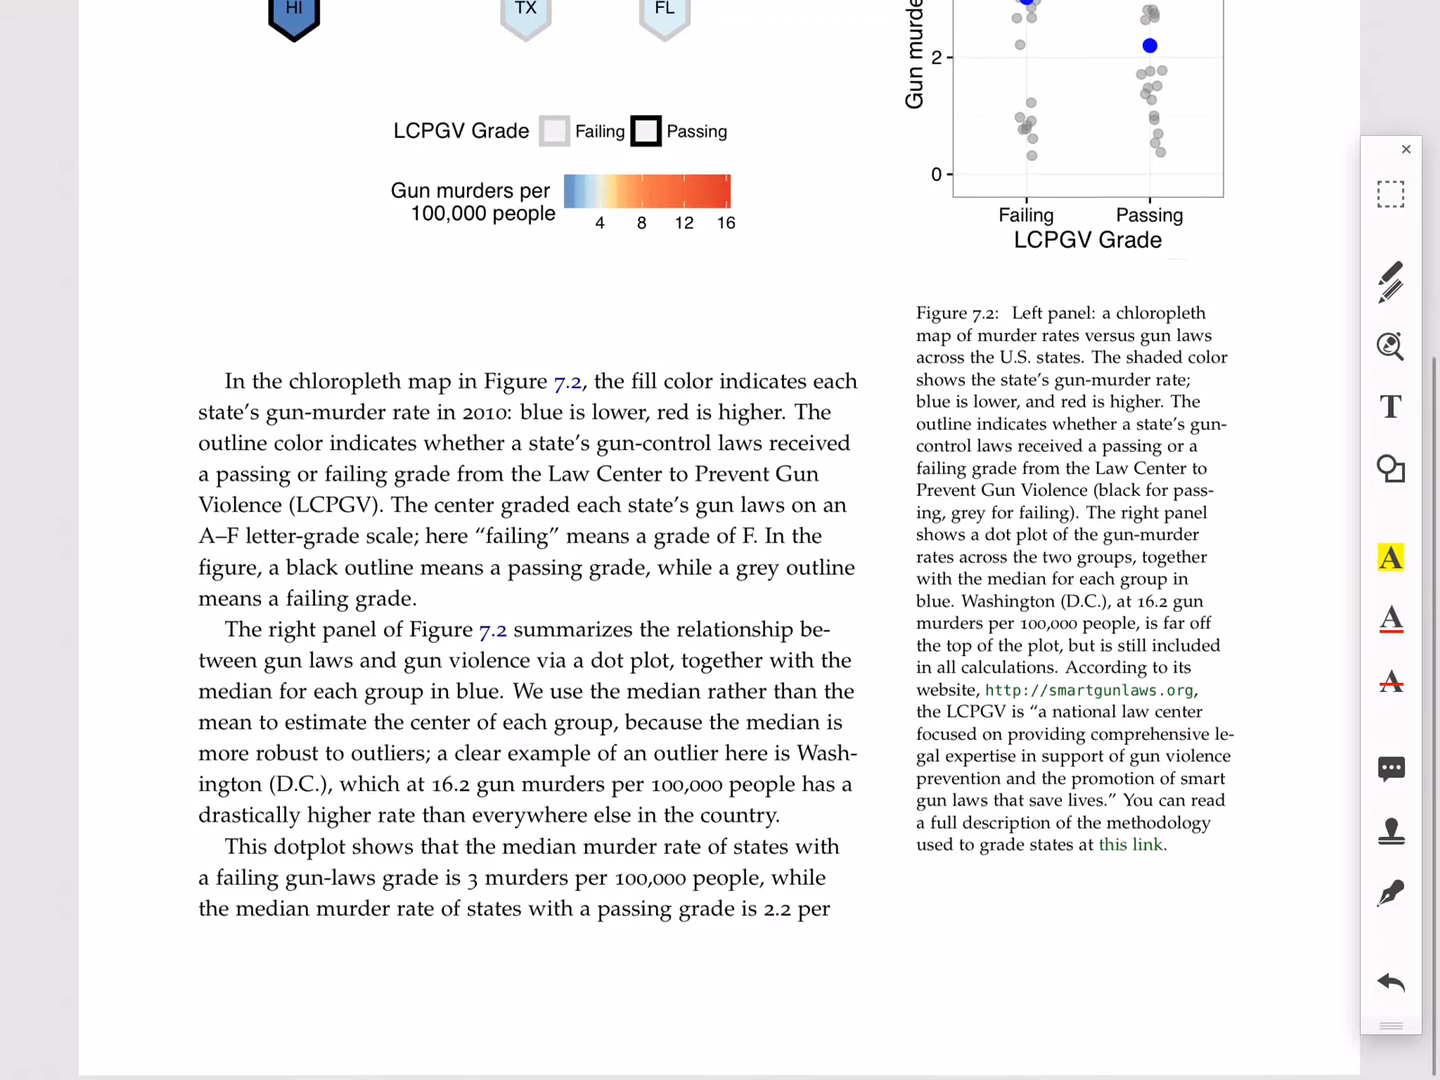 HI
TX
FL
LCPGV Grade
Failing
Passing
Gun murders per
100,000 people
4
8
12
16
2
0
Failing
Passing
LCPGV Grade
In the chloropleth map in Figure 7.2, the fill color indicates each
state's gun-murder rate in 2010: blue is lower, red is higher. The
outline color indicates whether a state's gun-control laws received
a passing or failing grade from the Law Center to Prevent Gun
Violence (LCPGV). The center graded each state's gun laws on an
A–F letter-grade scale; here “failing” means a grade of F. In the
figure, a black outline means a passing grade, while a grey outline
means a failing grade.
The right panel of Figure 7.2 summarizes the relationship be-
tween gun laws and gun violence via a dot plot, together with the
median for each group in blue. We use the median rather than the
mean to estimate the center of each group, because the median is
more robust to outliers; a clear example of an outlier here is Wash-
ington (D.C.), which at 16.2 gun murders per 100,000 people has a
drastically higher rate than everywhere else in the country.
This dotplot shows that the median murder rate of states with
a failing gun-laws grade is 3 murders per 100,000 people, while
the median murder rate of states with a passing grade is 2.2 per
Figure 7.2: Left panel: a chloropleth
map of murder rates versus gun laws
across the U.S. states. The shaded color
shows the state's gun-murder rate;
blue is lower, and red is higher. The
outline indicates whether a state's gun-
control laws received a passing or a
failing grade from the Law Center to
Prevent Gun Violence (black for pass-
ing, grey for failing). The right panel
shows a dot plot of the gun-murder
rates across the two groups, together
with the median for each group in
blue. Washington (D.C.), at 16.2 gun
murders per 100,000 people, is far off
the top of the plot, but is still included
in all calculations. According to its
website, http://smartgunlaws.org,
the LCPGV is “a national law center
focused on providing comprehensive le-
gal expertise in support of gun violence
prevention and the promotion of smart
gun laws that save lives.” You can read
a full description of the methodology
used to grade states at this link.
T
A
A
A
Gun